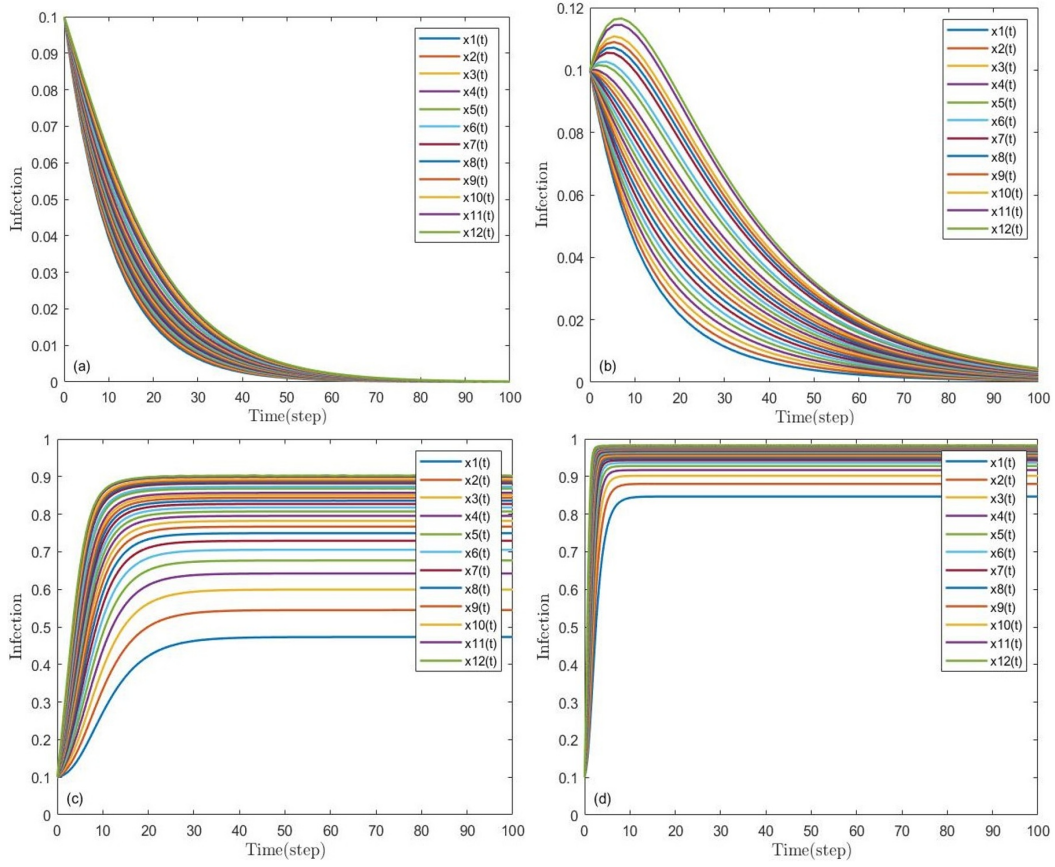 0.1
0.09
0.08
0.07
0.06
0.05
0.04
0.03
0.02
0.01
0
Infection
x1(t)
x2(t)
x3(t)
x4(t)
x5(t)
x6(t)
x7(t)
x8(t)
x9(t)
x10(t)
x11(t)
x12(t)
(a)
0 10 20 30 40 50 60 70 80 90 100
Time(step)
0.12
0.1
0.08
0.06
0.04
0.02
0
Infection
x1(t)
x2(t)
x3(t)
x4(t)
x5(t)
x6(t)
x7(t)
x8(t)
x9(t)
x10(t)
x11(t)
x12(t)
(b)
0 10 20 30 40 50 60 70 80 90 100
Time(step)
1
0.9
0.8
0.7
0.6
0.5
0.4
0.3
0.2
0.1
0
Infection
x1(t)
x2(t)
x3(t)
x4(t)
x5(t)
x6(t)
x7(t)
x8(t)
x9(t)
x10(t)
x11(t)
x12(t)
(c)
0 10 20 30 40 50 60 70 80 90 100
Time(step)
1
0.9
0.8
0.7
0.6
0.5
0.4
0.3
0.2
0.1
0
Infection
x1(t)
x2(t)
x3(t)
x4(t)
x5(t)
x6(t)
x7(t)
x8(t)
x9(t)
x10(t)
x11(t)
x12(t)
(d)
0 10 20 30 40 50 60 70 80 90 100
Time(step)